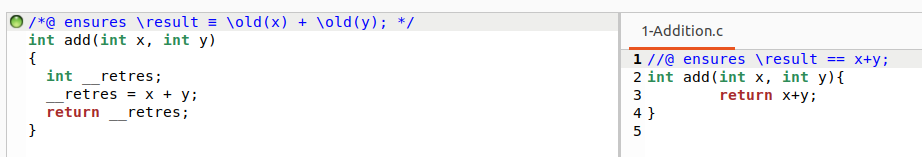 /*@ ensures \result ≡ \old(x) + \old(y); */
int add(int x, int y)
{
  int __retres;
  __retres = x + y;
  return __retres;
}
1-Addition.c
1 //@ ensures \result == x+y;
2 int add(int x, int y){
3         return x+y;
4 }
5